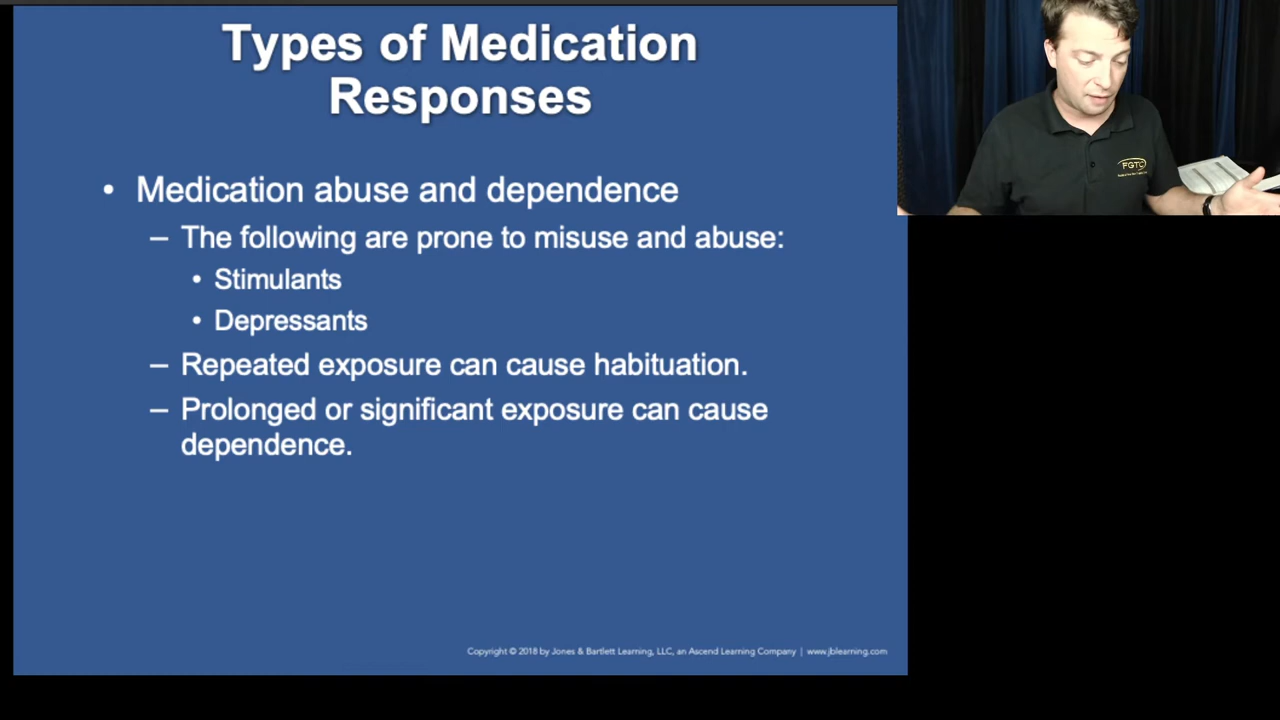 Types of Medication
Responses
• Medication abuse and dependence
– The following are prone to misuse and abuse:
• Stimulants
• Depressants
– Repeated exposure can cause habituation.
– Prolonged or significant exposure can cause
dependence.
Copyright © 2018 by Jones & Bartlett Learning, LLC, an Ascend Learning Company | www.jblearning.com
FGTC